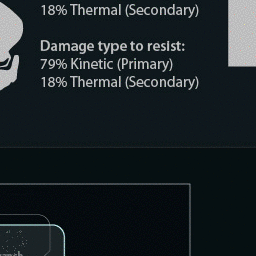 18% Thermal (Secondary)
Damage type to resist:
79% Kinetic (Primary)
18% Thermal (Secondary)